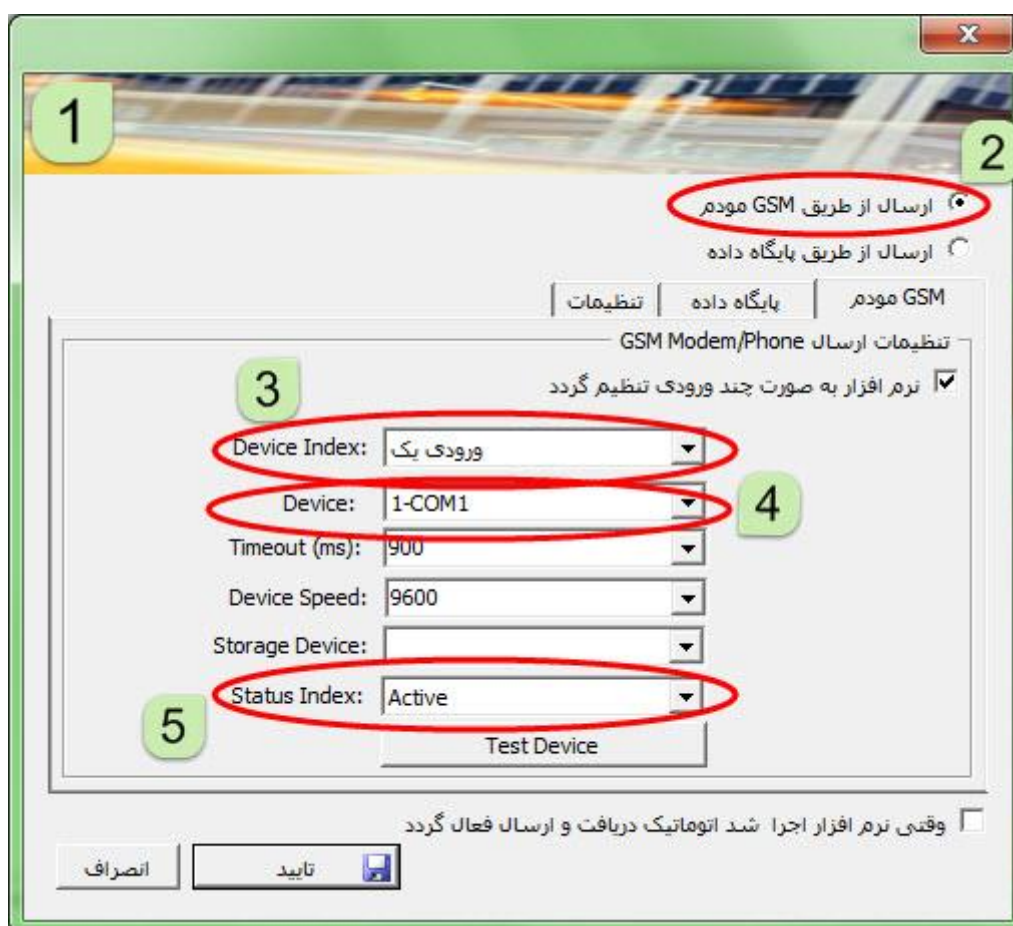 x
1
2
ارسال از طریق GSM مودم
ارسال از طریق پایگاه داده
GSM مودم
پایگاه داده
تنظیمات
تنظیمات ارسال GSM Modem/Phone
نرم افزار به صورت چند ورودی تنظیم گردد
3
Device Index: ورودی یک
Device: 1-COM1
4
Timeout (ms): 900
Device Speed: 9600
Storage Device:
Status Index: Active
5
Test Device
وقتی نرم افزار اجرا شد اتوماتیک دریافت و ارسال فعال گردد
تایید
انصراف